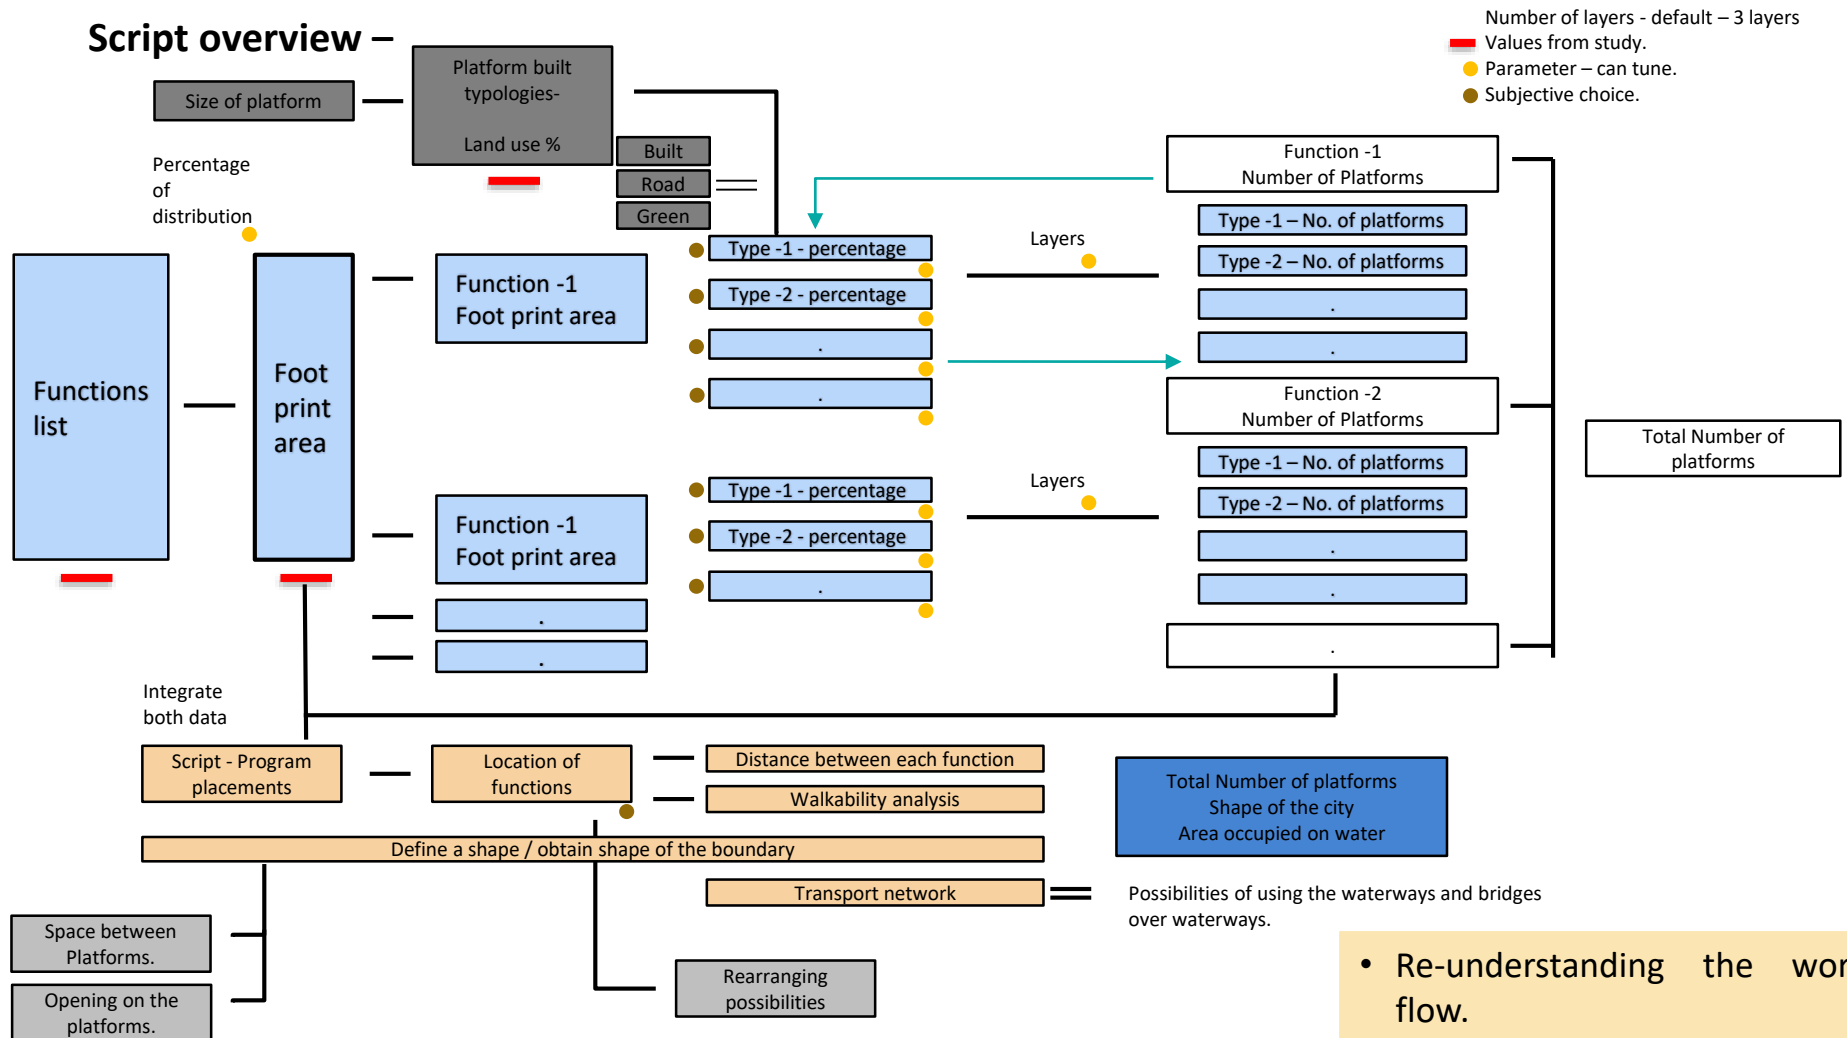 Script overview –
Number of layers - default – 3 layers
Values from study.
Parameter – can tune.
Subjective choice.
Size of platform
Platform built
typologies-
Land use %
Built
Road
Green
Percentage
of
distribution
Functions
list
Foot
print
area
Function -1
Foot print area
Type -1 - percentage
Type -2 - percentage
.
.
Layers
Function -1
Number of Platforms
Type -1 – No. of platforms
Type -2 – No. of platforms
.
.
Function -1
Foot print area
.
.
Type -1 - percentage
Type -2 - percentage
.
Layers
Function -2
Number of Platforms
Type -1 – No. of platforms
Type -2 – No. of platforms
.
.
.
Total Number of
platforms
Integrate
both data
Script - Program
placements
Location of
functions
Distance between each function
Walkability analysis
Define a shape / obtain shape of the boundary
Transport network
Possibilities of using the waterways and bridges
over waterways.
Total Number of platforms
Shape of the city
Area occupied on water
Space between
Platforms.
Opening on the
platforms.
Rearranging
possibilities
• Re-understanding the wor
flow.